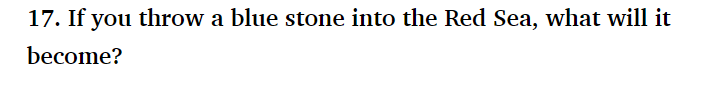 17. If you throw a blue stone into the Red Sea, what will it
become?